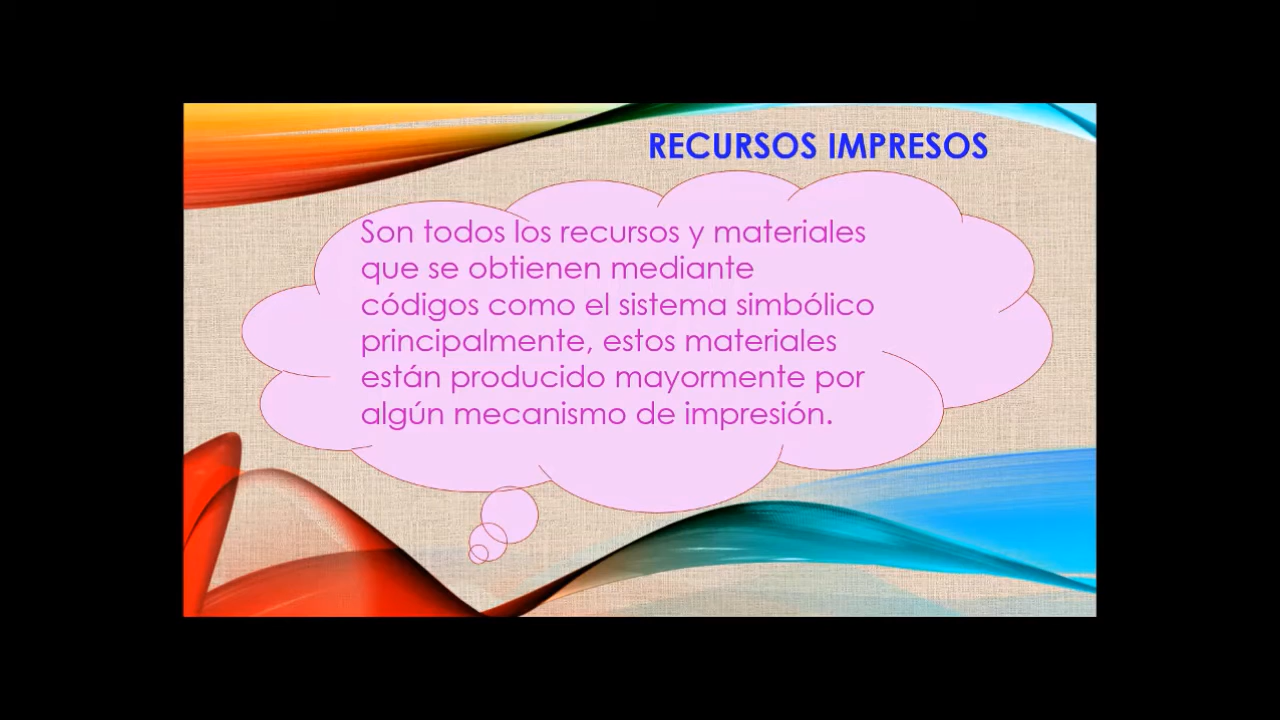 RECURSOS IMPRESOS
Son todos los recursos y materiales
que se obtienen mediante
códigos como el sistema simbólico
principalmente, estos materiales
están producido mayormente por
algún mecanismo de impresión.